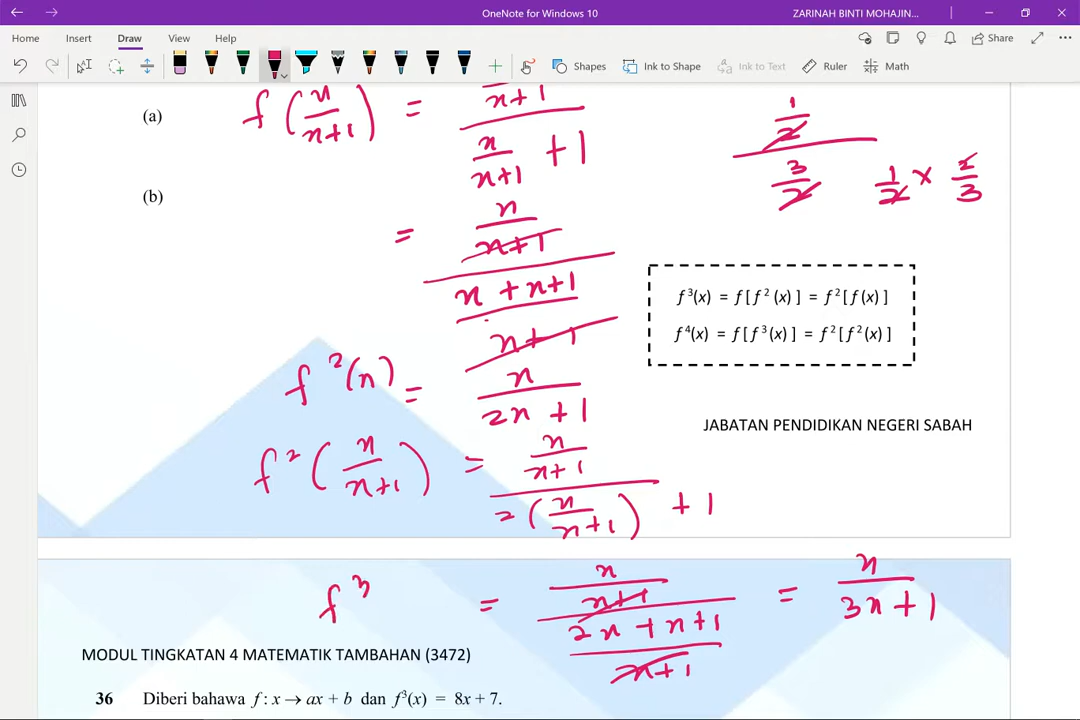 OneNote for Windows 10
ZARINAH BINTI MOHAJIN...
Home Insert Draw View Help Share
Shapes Ink to Shape Ink to Text Ruler Math
(a)
f(x/(x+1)) = (x/(x+1))/(x/(x+1) + 1)
(1/2)/(3/2)
1/2 × 2/3
(b)
= (x/(x+1))/((x + x+1)/(x+1))
f³(x) = f[f²(x)] = f²[f(x)]
f⁴(x) = f[f³(x)] = f²[f²(x)]
f²(x) = x/(2x + 1)
JABATAN PENDIDIKAN NEGERI SABAH
f²(x/(x+1)) = (x/(x+1))/(2(x/(x+1)) + 1)
f³ = (x/(x+1))/((2x + x+1)/(x+1)) = x/(3x + 1)
MODUL TINGKATAN 4 MATEMATIK TAMBAHAN (3472)
36 Diberi bahawa f : x → ax + b dan f³(x) = 8x + 7.